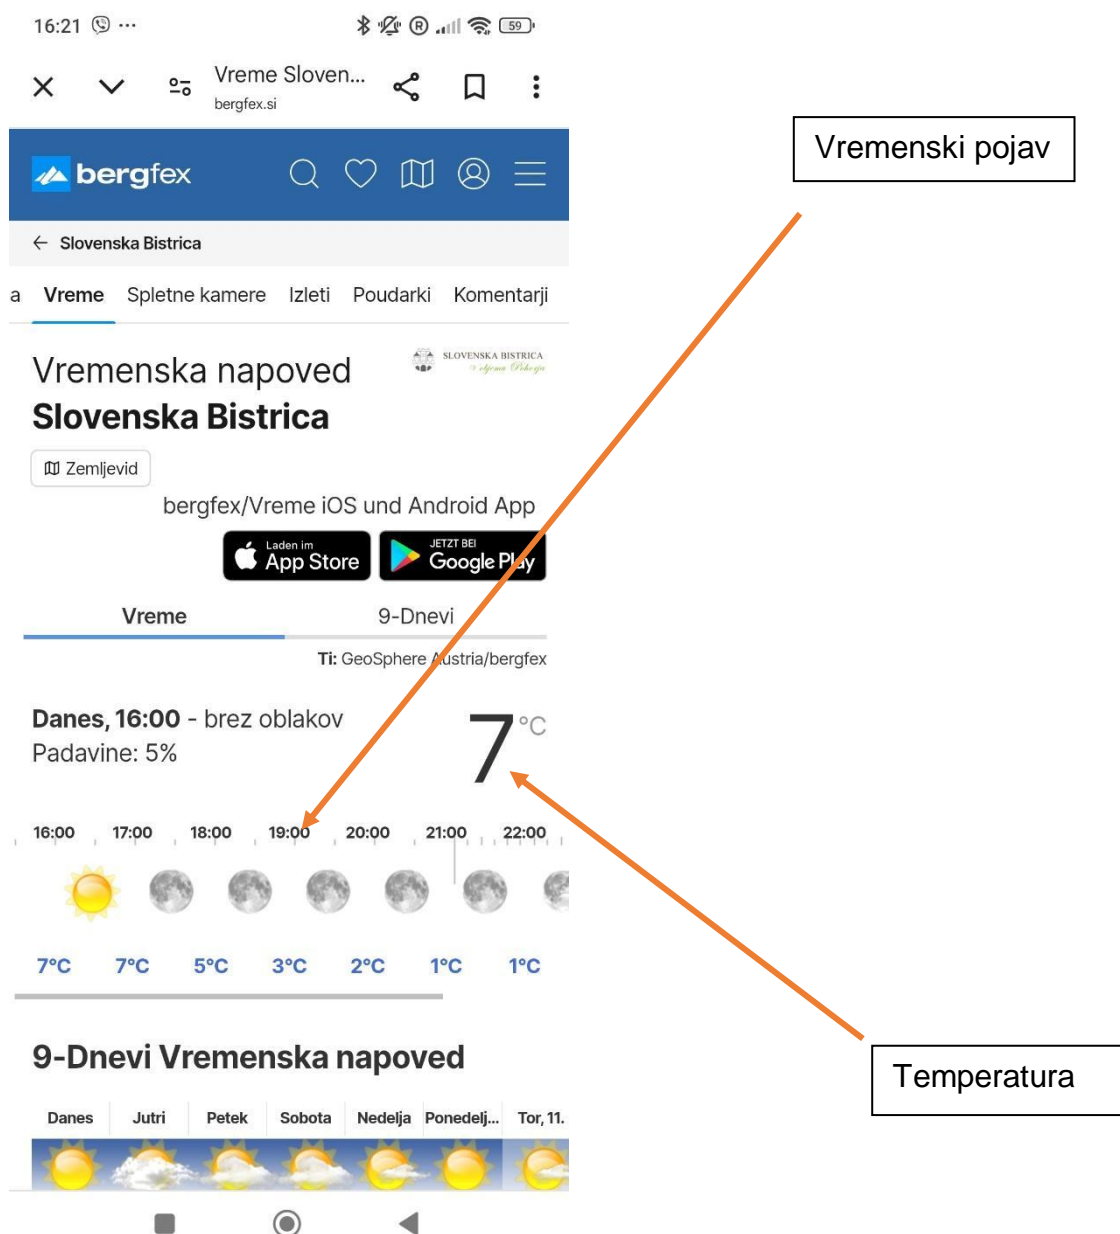 16:21
59
Vreme Sloven...
bergfex.si
bergfex
Slovenska Bistrica
a Vreme Spletne kamere Izleti Poudarki Komentarji
Vremenska napoved
Slovenska Bistrica
SLOVENSKA BISTRICA
v objemu Pohorja
Zemljevid
bergfex/Vreme iOS und Android App
Laden im
App Store
JETZT BEI
Google Play
Vreme 9-Dnevi
Ti: GeoSphere Austria/bergfex
Danes, 16:00 - brez oblakov
Padavine: 5%
7 °C
16:00 17:00 18:00 19:00 20:00 21:00 22:00
7°C 7°C 5°C 3°C 2°C 1°C 1°C
9-Dnevi Vremenska napoved
Danes Jutri Petek Sobota Nedelja Ponedelj... Tor, 11.
Vremenski pojav
Temperatura